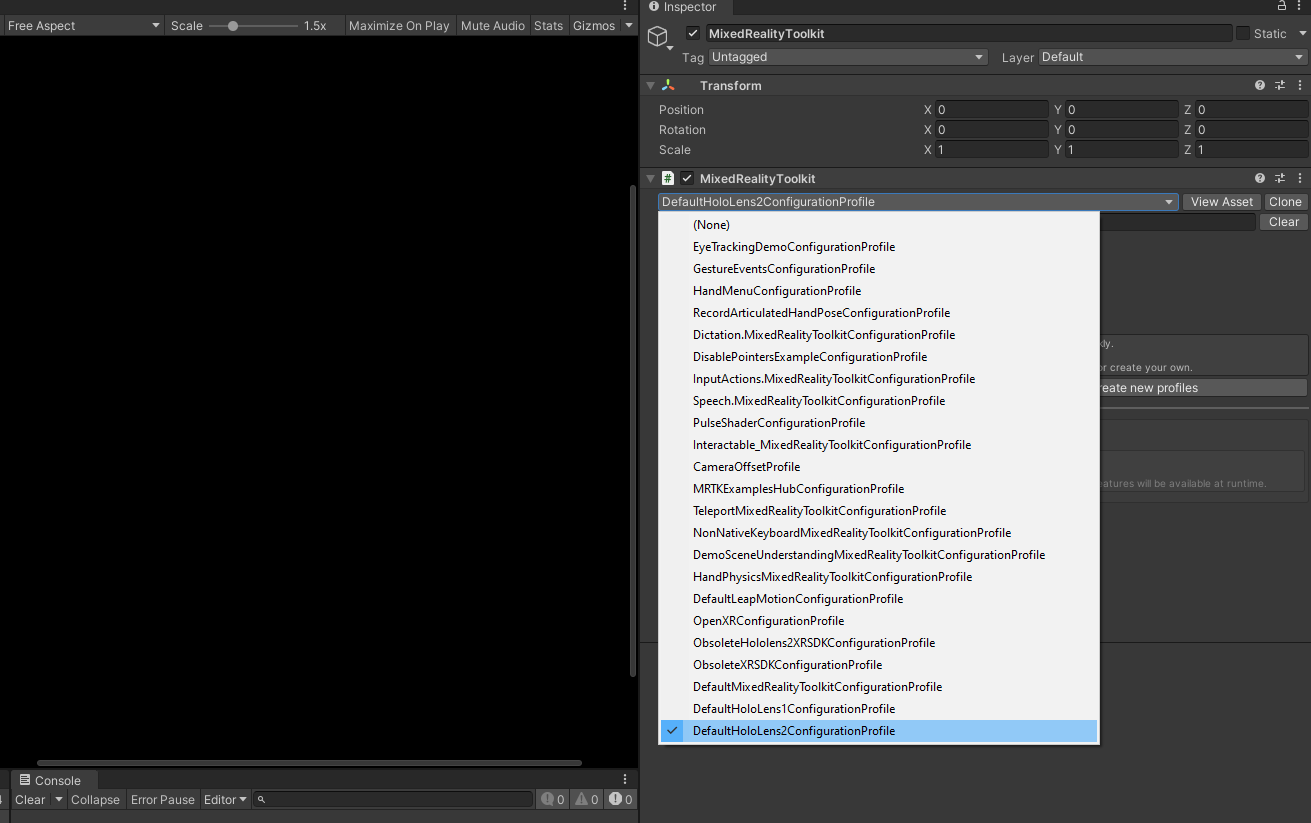 Inspector
Free Aspect
Scale
1.5x
Maximize On Play
Mute Audio
Stats
Gizmos
MixedRealityToolkit
Static
Tag
Untagged
Layer
Default
Transform
Position
X 0
Y 0
Z 0
Rotation
X 0
Y 0
Z 0
Scale
X 1
Y 1
Z 1
MixedRealityToolkit
DefaultHoloLens2ConfigurationProfile
View Asset
Clone
Clear
(None)
EyeTrackingDemoConfigurationProfile
GestureEventsConfigurationProfile
HandMenuConfigurationProfile
RecordArticulatedHandPoseConfigurationProfile
Dictation.MixedRealityToolkitConfigurationProfile
DisablePointersExampleConfigurationProfile
InputActions.MixedRealityToolkitConfigurationProfile
Speech.MixedRealityToolkitConfigurationProfile
PulseShaderConfigurationProfile
Interactable_MixedRealityToolkitConfigurationProfile
CameraOffsetProfile
MRTKExamplesHubConfigurationProfile
TeleportMixedRealityToolkitConfigurationProfile
NonNativeKeyboardMixedRealityToolkitConfigurationProfile
DemoSceneUnderstandingMixedRealityToolkitConfigurationProfile
HandPhysicsMixedRealityToolkitConfigurationProfile
DefaultLeapMotionConfigurationProfile
OpenXRConfigurationProfile
ObsoleteHololens2XRSDKConfigurationProfile
ObsoleteXRSDKConfigurationProfile
DefaultMixedRealityToolkitConfigurationProfile
DefaultHoloLens1ConfigurationProfile
DefaultHoloLens2ConfigurationProfile
or create your own.
reate new profiles
atures will be available at runtime.
Console
Clear
Collapse
Error Pause
Editor
0
0
0